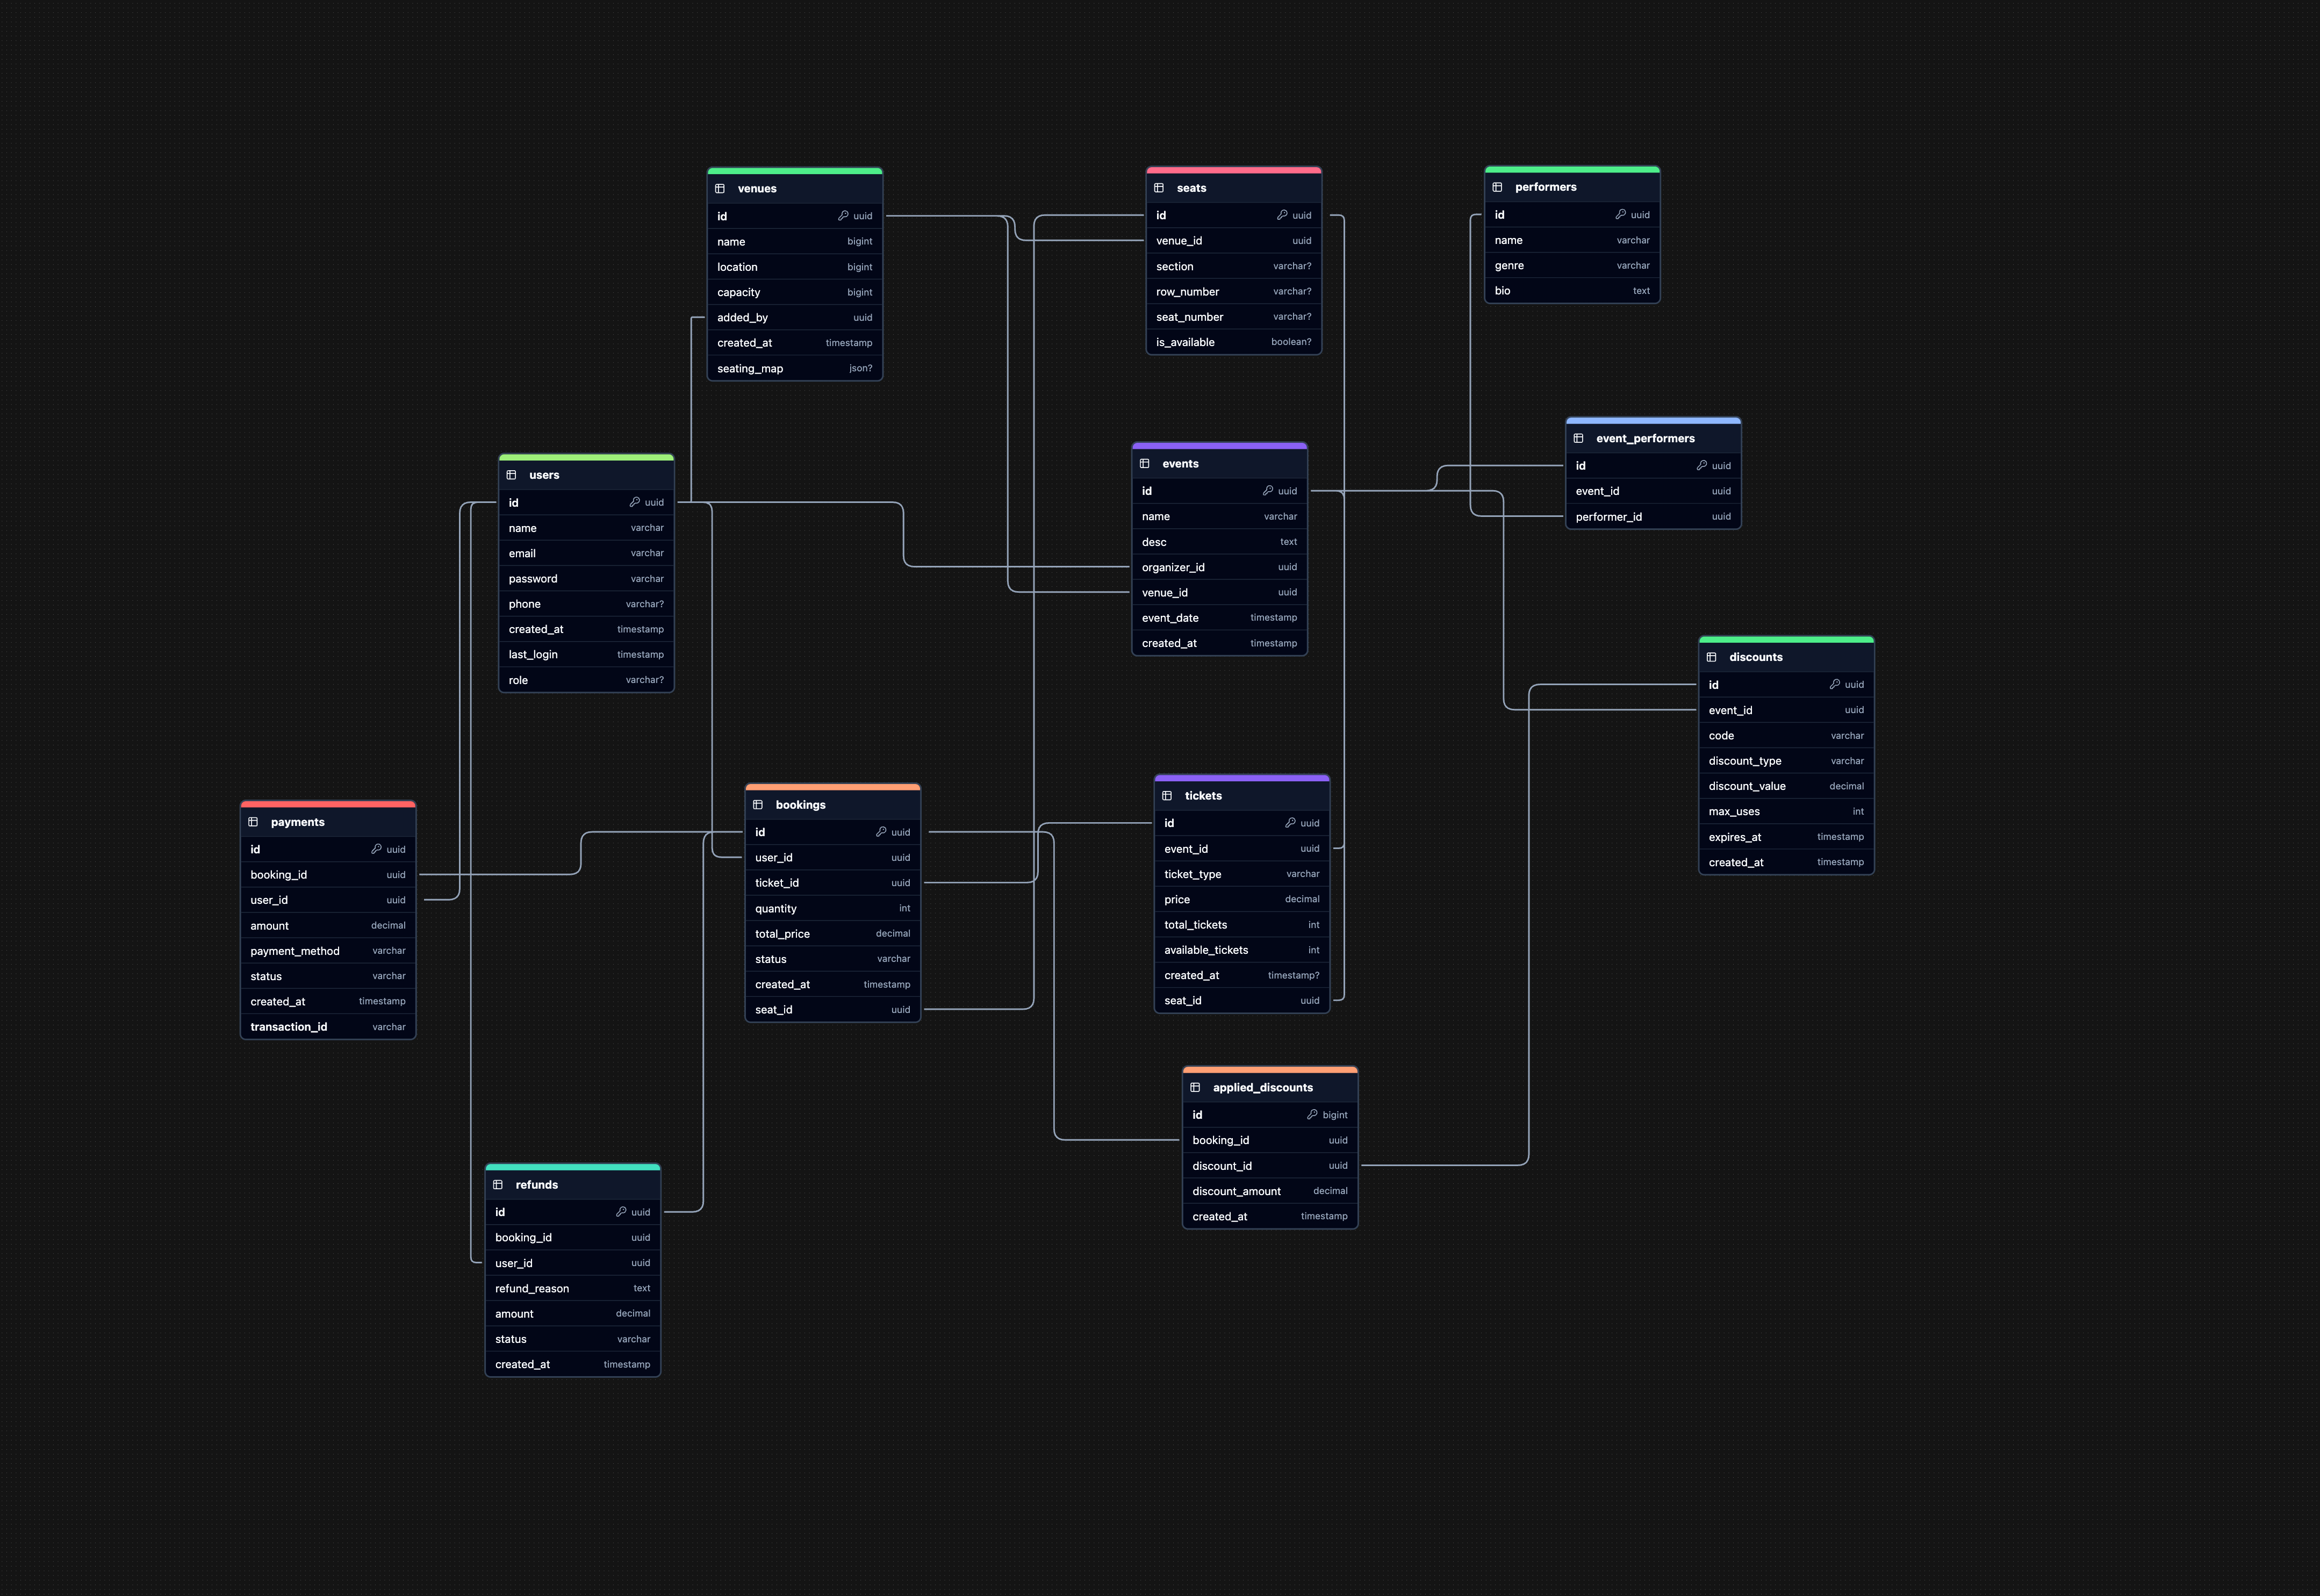 venues
id uuid
name bigint
location bigint
capacity bigint
added_by uuid
created_at timestamp
seating_map json?
seats
id uuid
venue_id uuid
section varchar?
row_number varchar?
seat_number varchar?
is_available boolean?
performers
id uuid
name varchar
genre varchar
bio text
event_performers
id uuid
event_id uuid
performer_id uuid
users
id uuid
name varchar
email varchar
password varchar
phone varchar?
created_at timestamp
last_login timestamp
role varchar?
events
id uuid
name varchar
desc text
organizer_id uuid
venue_id uuid
event_date timestamp
created_at timestamp
discounts
id uuid
event_id uuid
code varchar
discount_type varchar
discount_value decimal
max_uses int
expires_at timestamp
created_at timestamp
payments
id uuid
booking_id uuid
user_id uuid
amount decimal
payment_method varchar
status varchar
created_at timestamp
transaction_id varchar
bookings
id uuid
user_id uuid
ticket_id uuid
quantity int
total_price decimal
status varchar
created_at timestamp
seat_id uuid
tickets
id uuid
event_id uuid
ticket_type varchar
price decimal
total_tickets int
available_tickets int
created_at timestamp?
seat_id uuid
applied_discounts
id bigint
booking_id uuid
discount_id uuid
discount_amount decimal
created_at timestamp
refunds
id uuid
booking_id uuid
user_id uuid
refund_reason text
amount decimal
status varchar
created_at timestamp